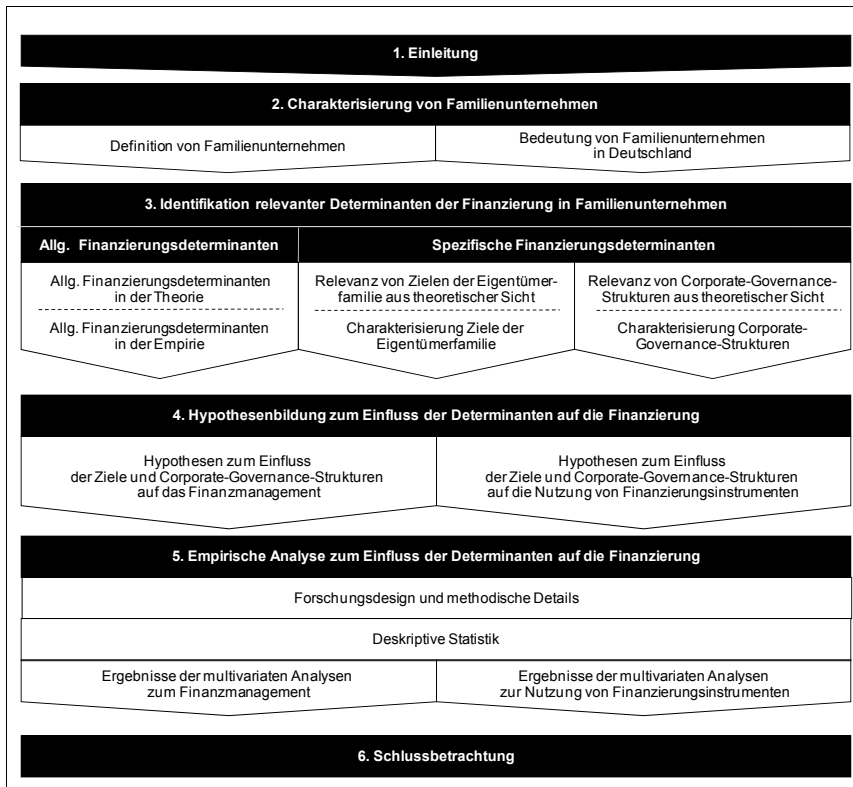 1. Einleitung
2. Charakterisierung von Familienunternehmen
Definition von Familienunternehmen
Bedeutung von Familienunternehmen
in Deutschland
3. Identifikation relevanter Determinanten der Finanzierung in Familienunternehmen
Allg. Finanzierungsdeterminanten
Spezifische Finanzierungsdeterminanten
Allg. Finanzierungsdeterminanten
in der Theorie
Allg. Finanzierungsdeterminanten
in der Empirie
Relevanz von Zielen der Eigentümer-
familie aus theoretischer Sicht
Charakterisierung Ziele der
Eigentümerfamilie
Relevanz von Corporate-Governance-
Strukturen aus theoretischer Sicht
Charakterisierung Corporate-
Governance-Strukturen
4. Hypothesenbildung zum Einfluss der Determinanten auf die Finanzierung
Hypothesen zum Einfluss
der Ziele und Corporate-Governance-Strukturen
auf das Finanzmanagement
Hypothesen zum Einfluss
der Ziele und Corporate-Governance-Strukturen
auf die Nutzung von Finanzierungsinstrumenten
5. Empirische Analyse zum Einfluss der Determinanten auf die Finanzierung
Forschungsdesign und methodische Details
Deskriptive Statistik
Ergebnisse der multivariaten Analysen
zum Finanzmanagement
Ergebnisse der multivariaten Analysen
zur Nutzung von Finanzierungsinstrumenten
6. Schlussbetrachtung